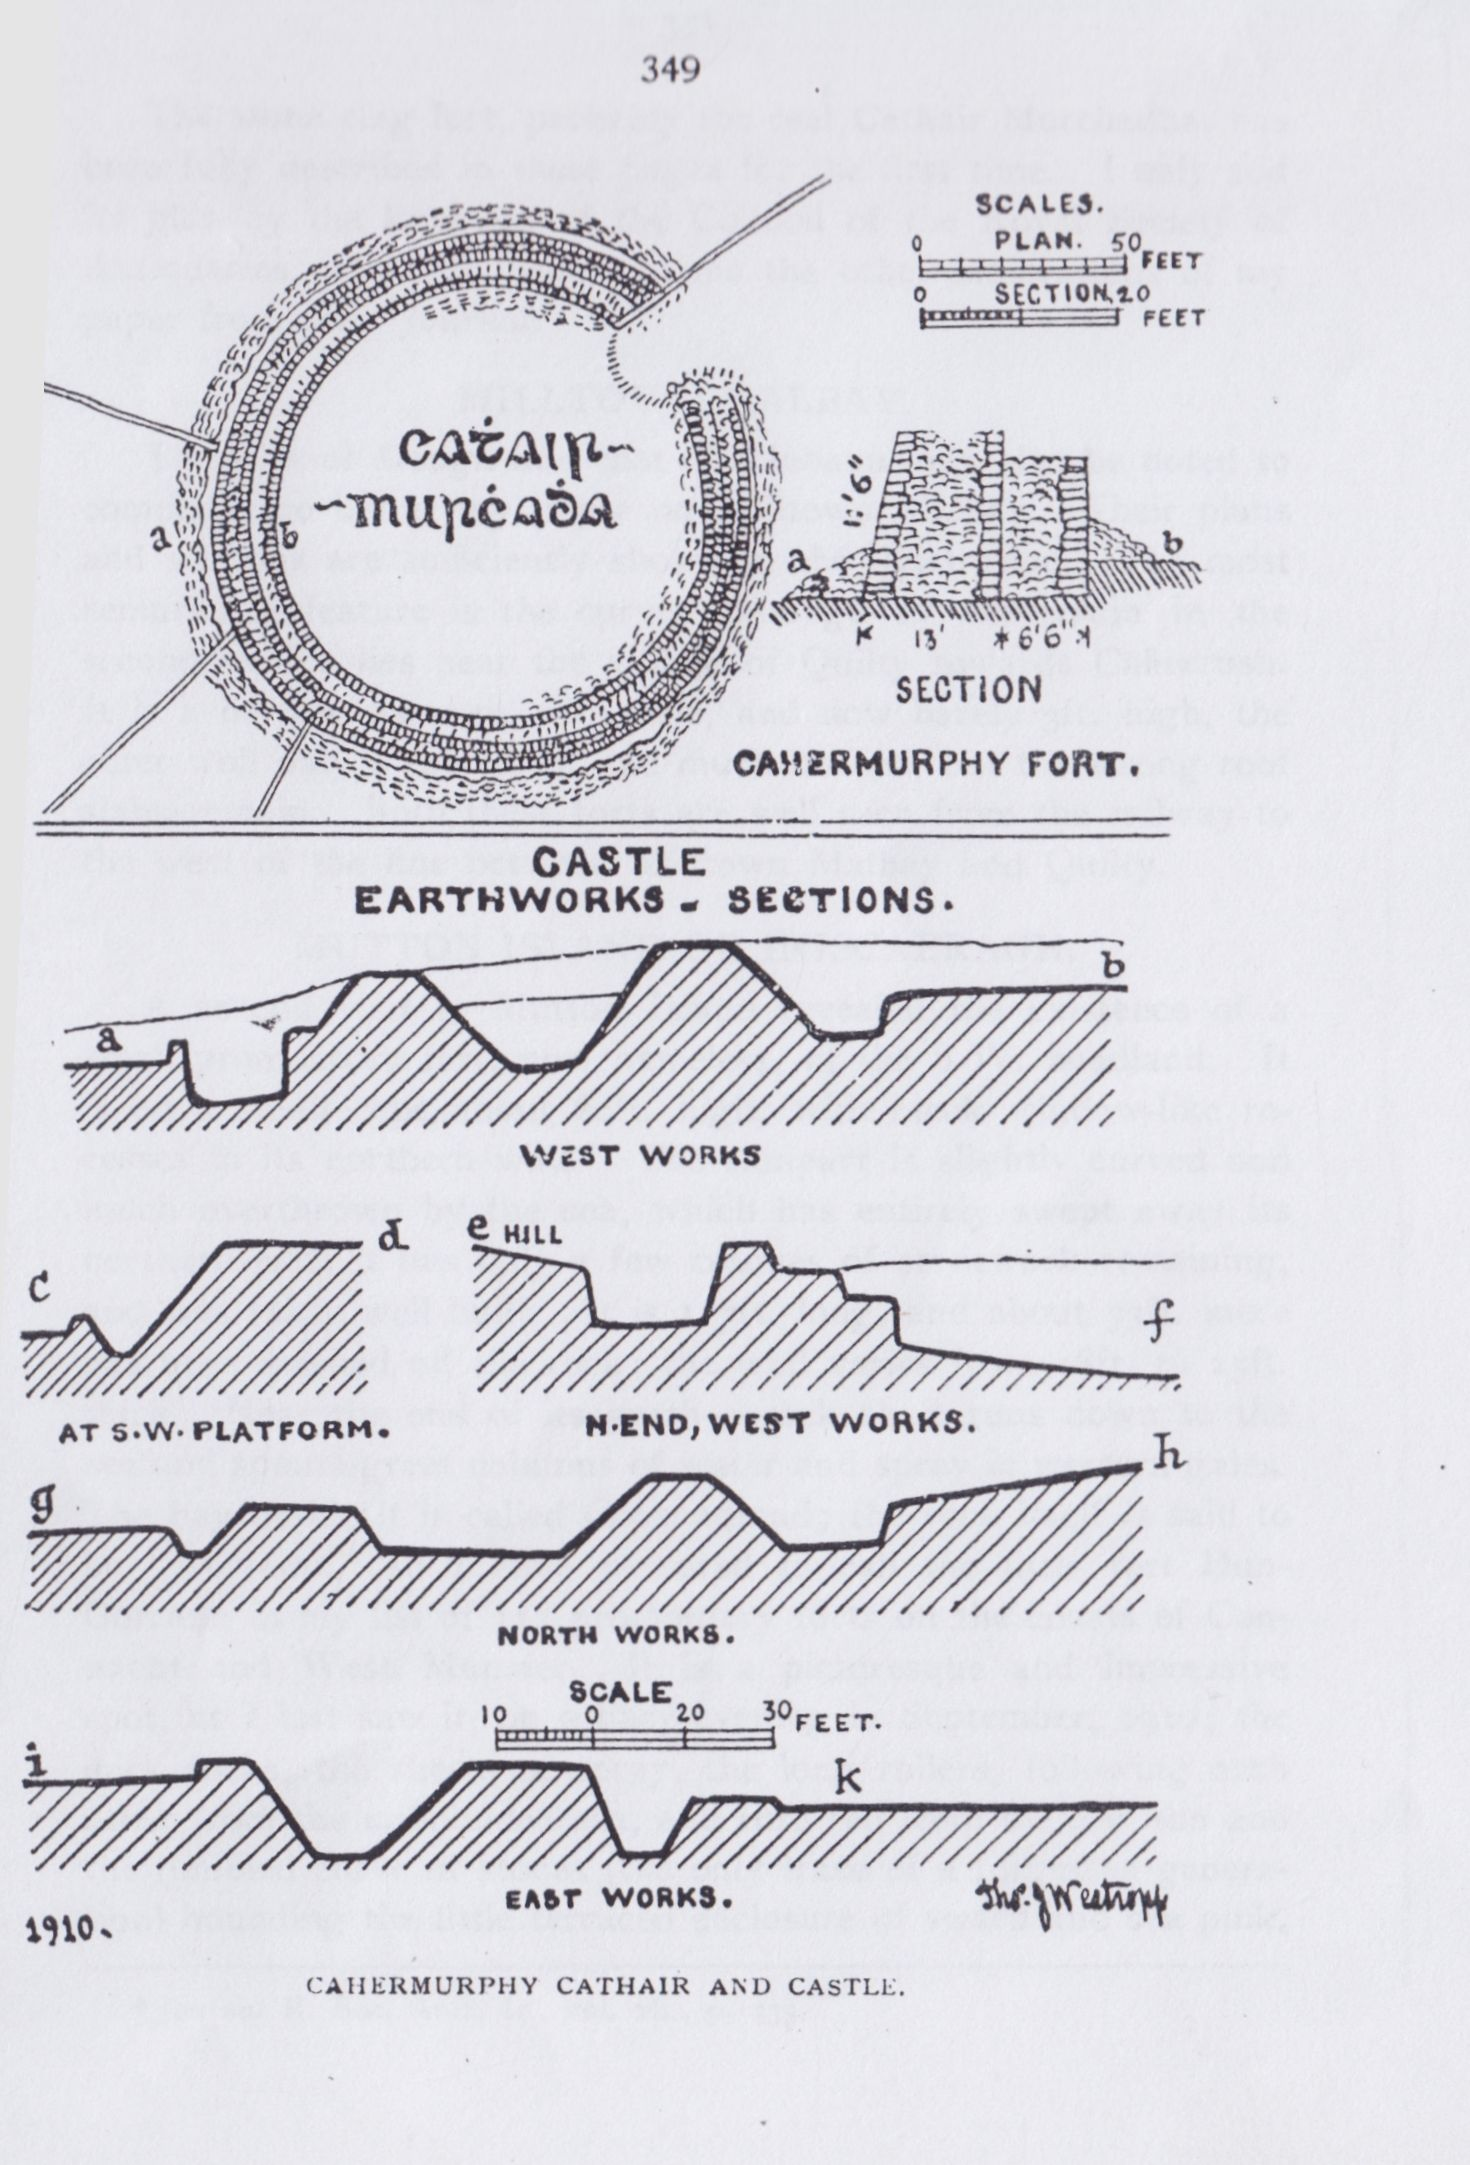 349
SCALES.
0 PLAN. 50 FEET
0 SECTION, 20 FEET
caṫair-
-murċaḋa
a
b
11'6"
a
b
13' 6'6"
SECTION
CAHERMURPHY FORT.
CASTLE
EARTHWORKS - SECTIONS.
a
b
WEST WORKS
c
d
e HILL
f
AT S.W. PLATFORM.
N.END, WEST WORKS.
g
h
NORTH WORKS.
SCALE
10 0 20 30 FEET.
i
k
EAST WORKS.
Tho.s J Westropp
1910.
CAHERMURPHY CATHAIR AND CASTLE.